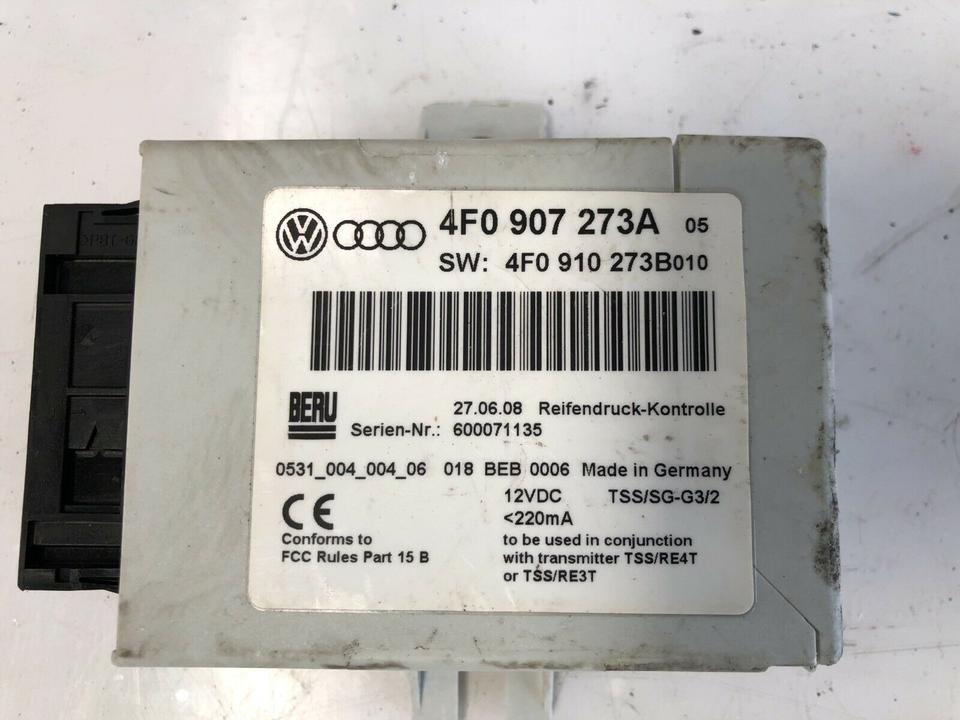 4F0 907 273A 05
SW: 4F0 910 273B010
BERU
27.06.08 Reifendruck-Kontrolle
Serien-Nr.: 600071135
0531_004_004_06 018 BEB 0006 Made in Germany
12VDC TSS/SG-G3/2
<220mA
CE
Conforms to
FCC Rules Part 15 B
to be used in conjunction
with transmitter TSS/RE4T
or TSS/RE3T